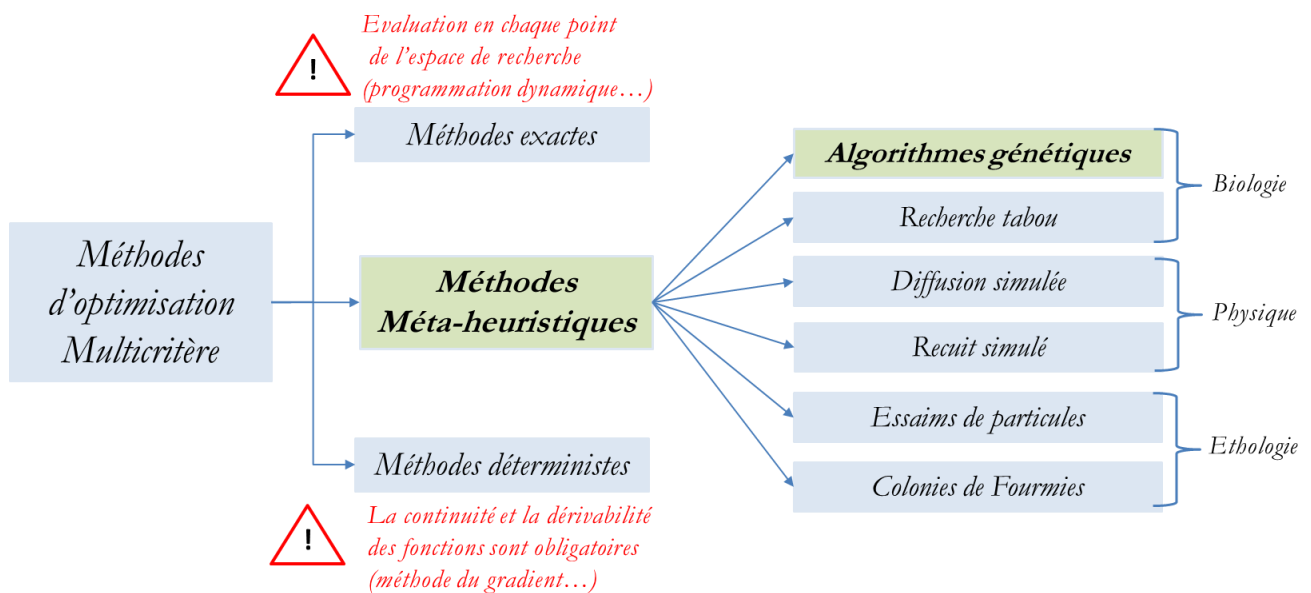 Evaluation en chaque point
de l'espace de recherche
(programmation dynamique…)
!
Méthodes exactes
Méthodes
d'optimisation
Multicritère
Méthodes
Méta-heuristiques
Méthodes déterministes
!
La continuité et la dérivabilité
des fonctions sont obligatoires
(méthode du gradient…)
Algorithmes génétiques
Recherche tabou
Biologie
Diffusion simulée
Recuit simulé
Physique
Essaims de particules
Colonies de Fourmies
Ethologie